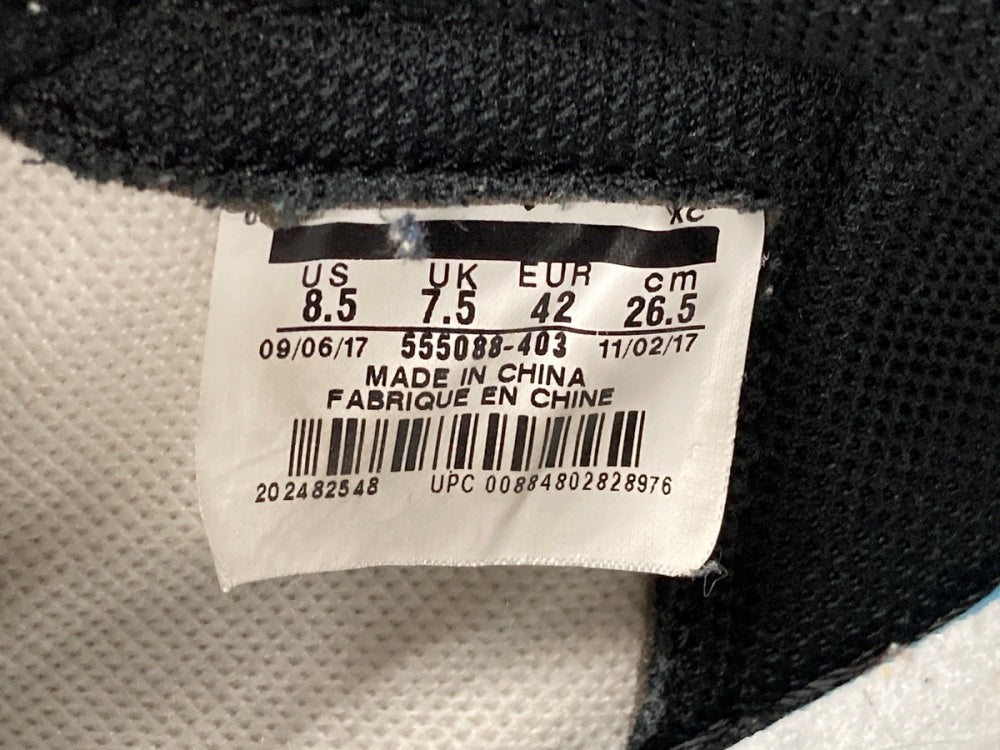 XC
US UK EUR cm
8.5 7.5 42 26.5
09/06/17 555088-403 11/02/17
MADE IN CHINA
FABRIQUE EN CHINE
202482548 UPC 00884802828976